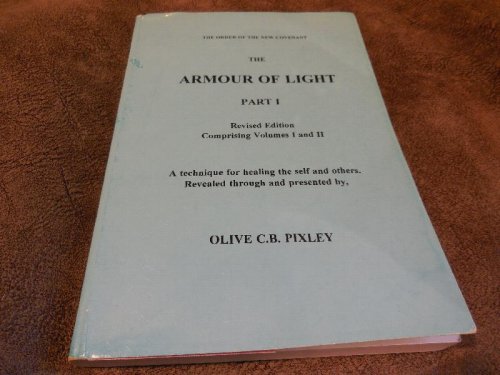 THE ORDER OF THE NEW COVENANT
THE
ARMOUR OF LIGHT
PART I
Revised Edition
Comprising Volumes I and II
A technique for healing the self and others.
Revealed through and presented by,
OLIVE C.B. PIXLEY